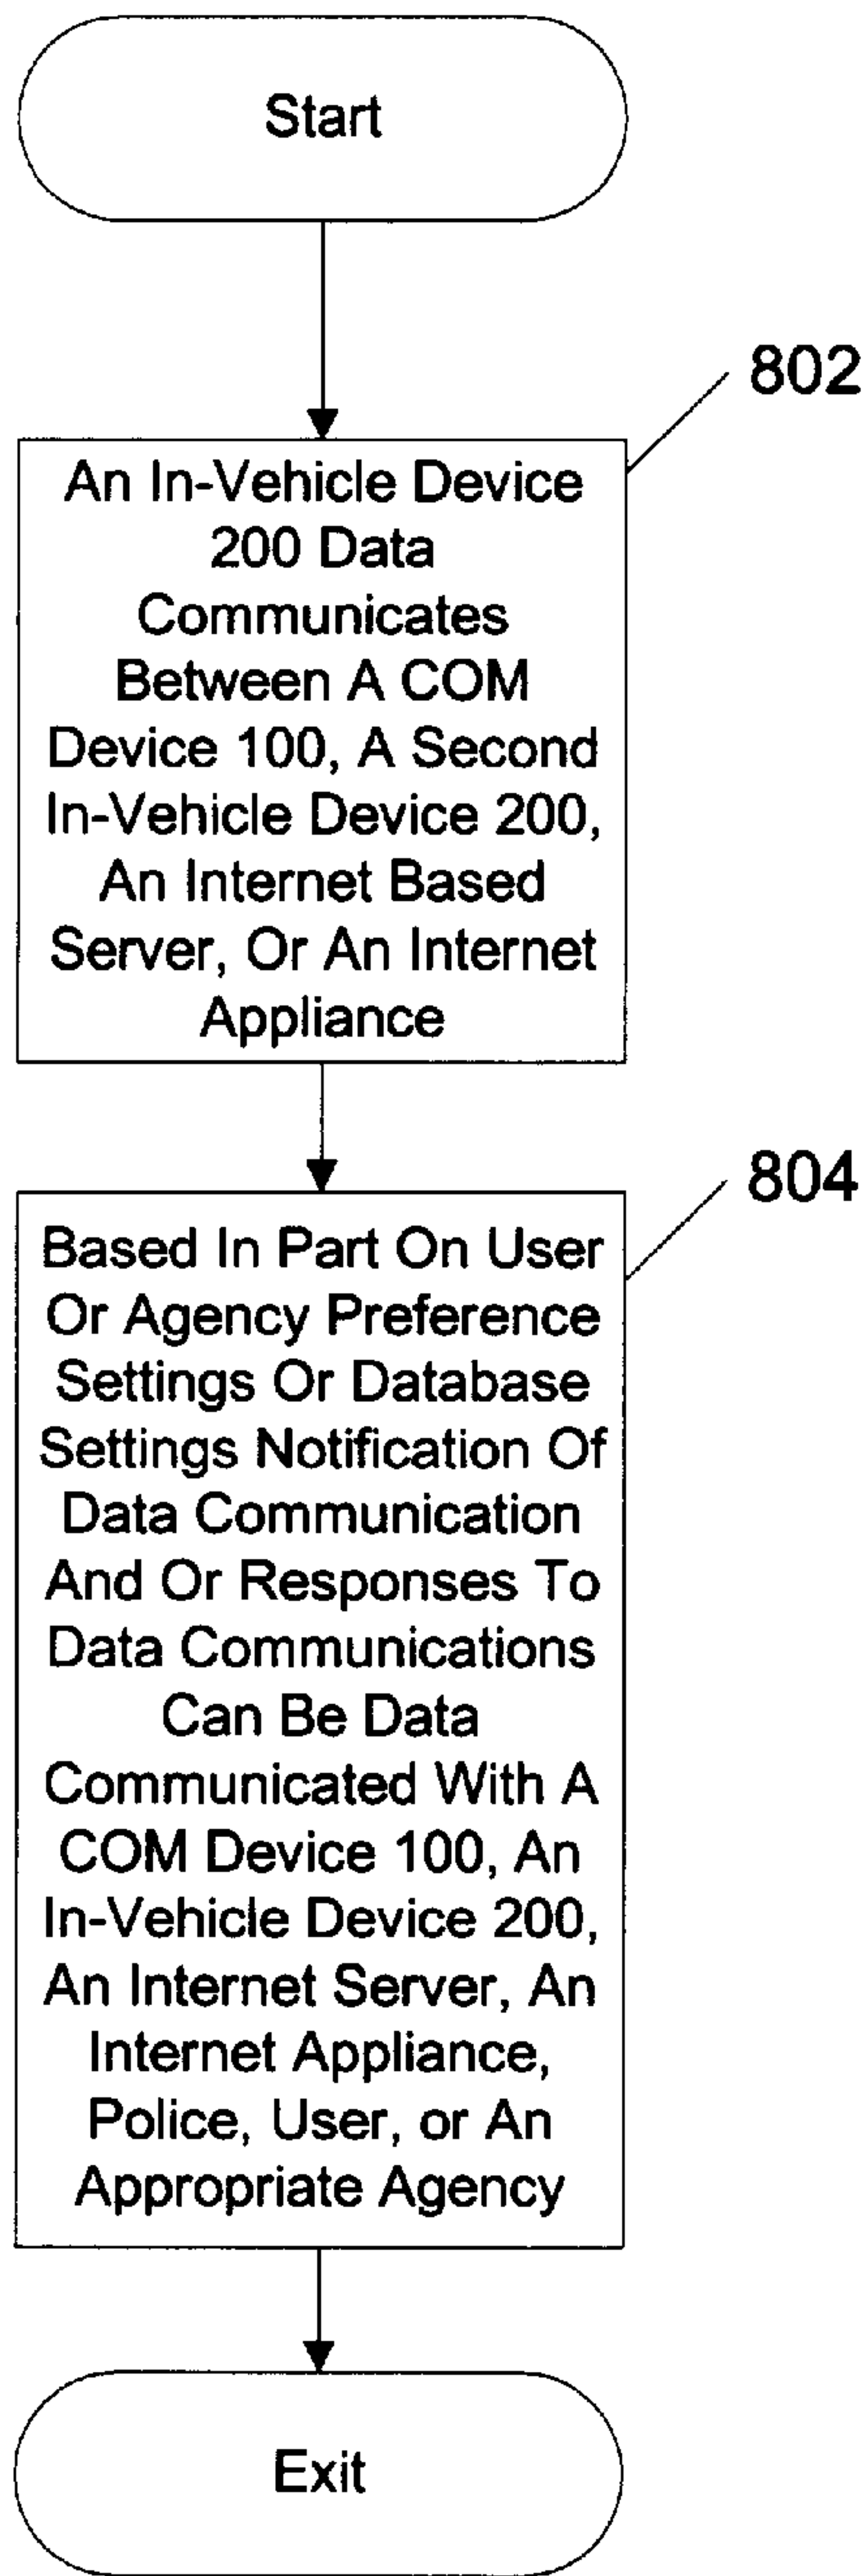 Start
802
An In-Vehicle Device
200 Data
Communicates
Between A COM
Device 100, A Second
In-Vehicle Device 200,
An Internet Based
Server, Or An Internet
Appliance
804
Based In Part On User
Or Agency Preference
Settings Or Database
Settings Notification Of
Data Communication
And Or Responses To
Data Communications
Can Be Data
Communicated With A
COM Device 100, An
In-Vehicle Device 200,
An Internet Server, An
Internet Appliance,
Police, User, or An
Appropriate Agency
Exit